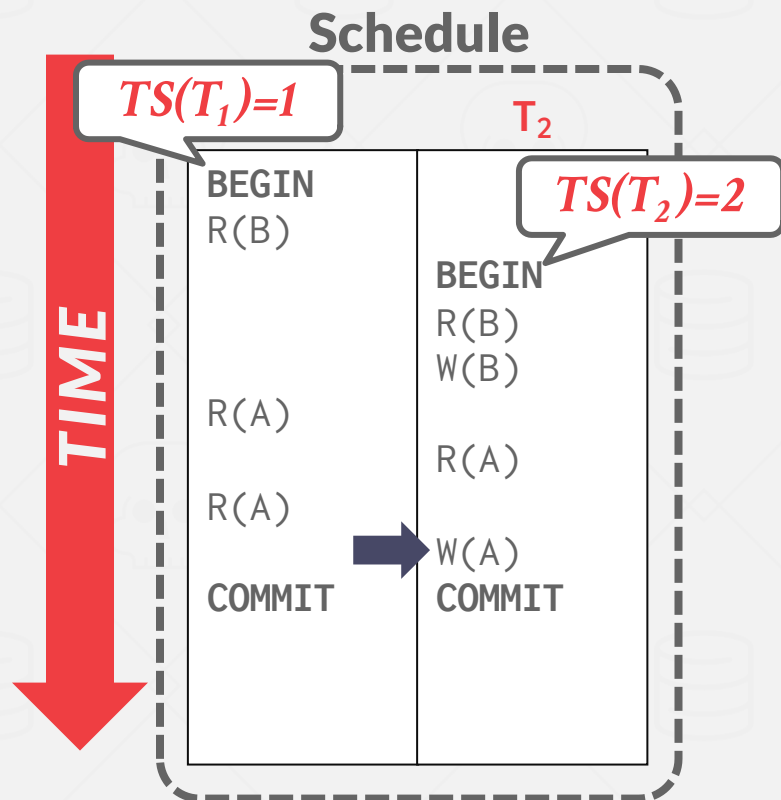 Schedule
TS(T₁)=1
T₂
BEGIN
TS(T₂)=2
R(B)
BEGIN
R(B)
W(B)
R(A)
R(A)
R(A)
W(A)
COMMIT COMMIT
TIME